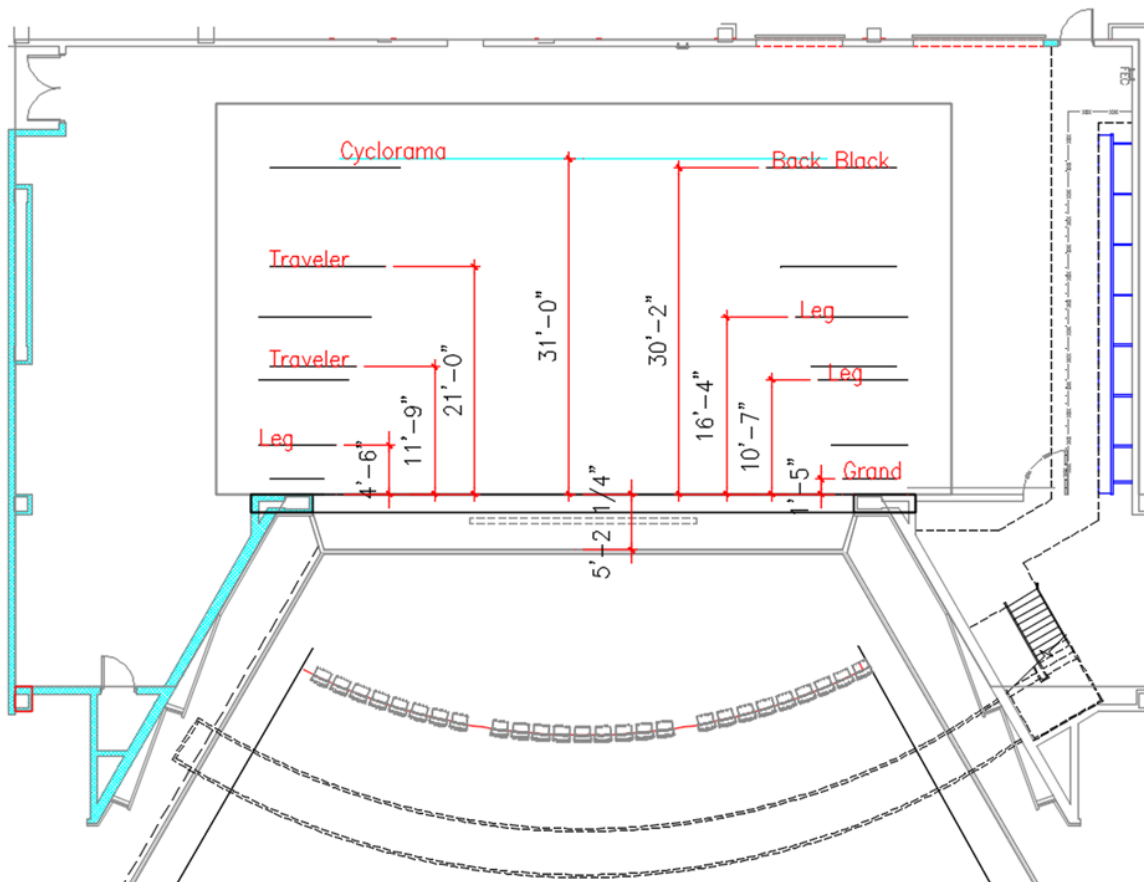 FEC
Cyclorama
Back Black
Traveler
31'-0"
30'-2"
Leg
21'-0"
16'-4"
Traveler
Leg
11'-9"
10'-7"
Leg
4'-6"
Grand
1'-5"
5'-2 1/4"